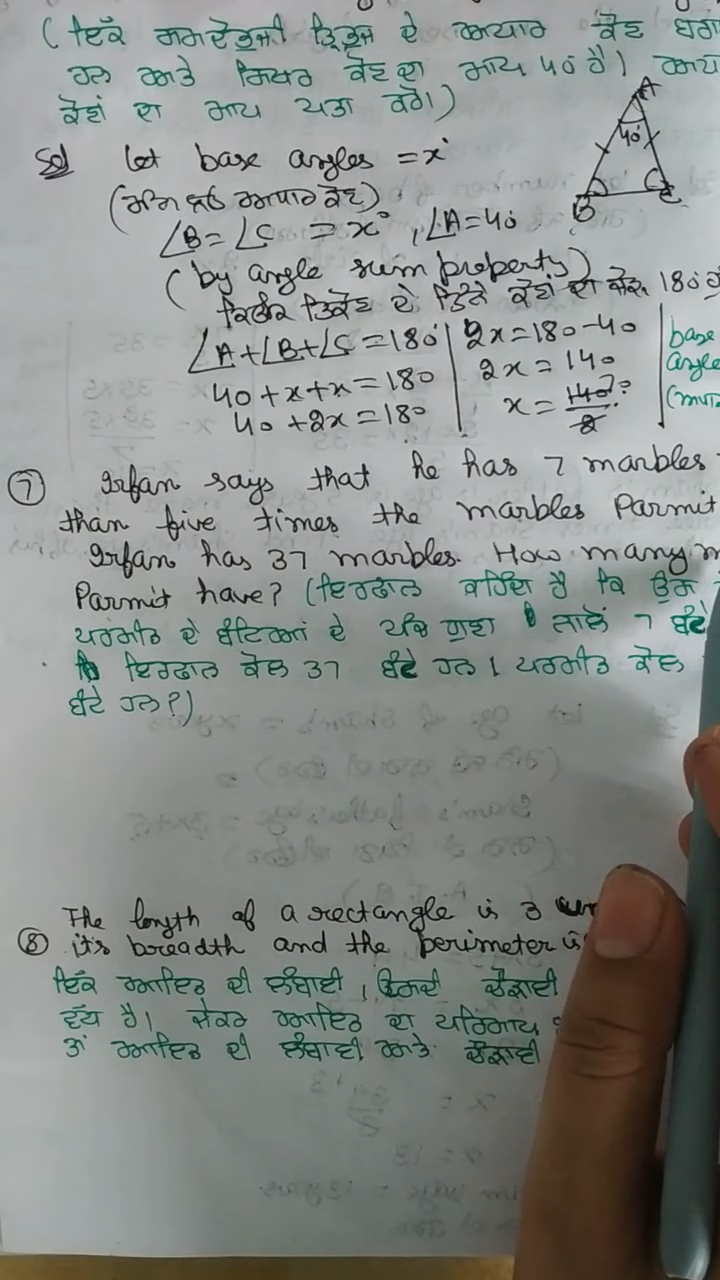 (ਇੱਕ ਸਮਦੋਭੁਜੀ ਤ੍ਰਿਭੁਜ ਦੇ ਆਧਾਰ ਕੋਣ
ਹਨ ਅਤੇ ਸਿਖਰ ਕੋਣ ਦਾ ਮਾਪ 40° ਹੈ।
ਕੋਣਾਂ ਦਾ ਮਾਪ ਪਤਾ ਕਰੋ।)
A
40°
B
C
Sol Let base angles = x°
(ਮੰਨ ਲਓ ਆਧਾਰ ਕੋਣ)
∠B = ∠C = x°, ∠A = 40°
(by angle sum property)
ਤ੍ਰਿਕੋਣ ਦੇ ਤਿੰਨੋਂ ਕੋਣਾਂ ਦਾ ਜੋੜ 180°
∠A+∠B+∠C = 180°
40 + x + x = 180
40 + 2x = 180
2x = 180-40
2x = 140
x = 140/2 70
base
angle
⑦ Irfan says that he has 7 marbles
than five times the marbles Parmit
Irfan has 37 marbles. How many
Parmit have? (ਇਰਫਾਨ ਕਹਿੰਦਾ ਹੈ ਕਿ ਉਸ
ਪਰਮੀਤ ਦੇ ਬੰਟਿਆਂ ਦੇ ਪੰਜ ਗੁਣਾ ਨਾਲੋਂ 7 ਬੰਟੇ
ਇਰਫਾਨ ਕੋਲ 37 ਬੰਟੇ ਹਨ। ਪਰਮੀਤ ਕੋਲ
ਬੰਟੇ ਹਨ?)
⑧ The length of a rectangle is 3
it's breadth and the perimeter is
ਇੱਕ ਆਇਤ ਦੀ ਲੰਬਾਈ, ਉਸਦੀ ਚੌੜਾਈ
ਵੱਧ ਹੈ। ਜੇਕਰ ਆਇਤ ਦਾ ਪਰਿਮਾਪ
ਤਾਂ ਆਇਤ ਦੀ ਲੰਬਾਈ ਅਤੇ ਚੌੜਾਈ